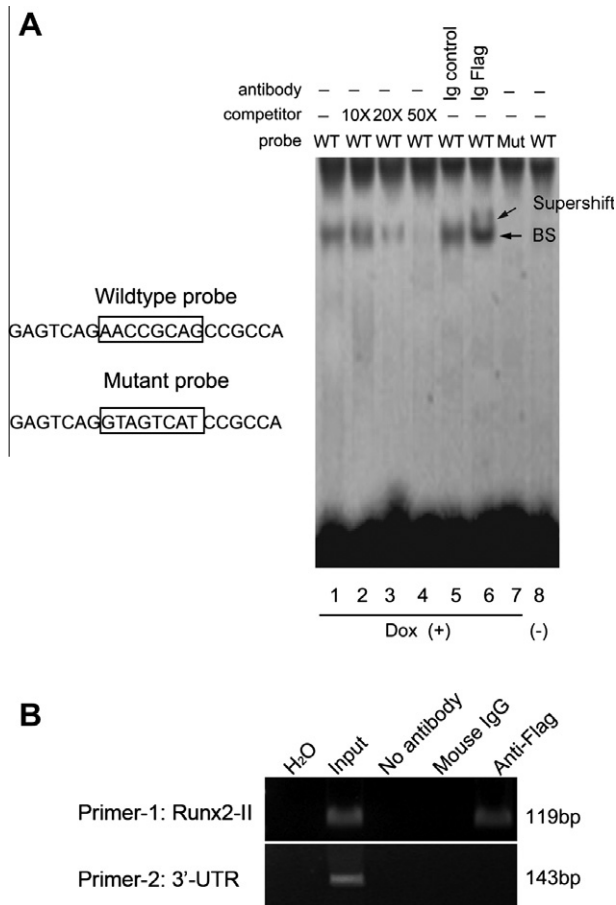 A
antibody – – – – Ig control Ig Flag – –
competitor – 10X 20X 50X – – – –
probe WT WT WT WT WT WT Mut WT
Supershift
BS
Wildtype probe
GAGTCAGAACCGCAGCCGCCA
Mutant probe
GAGTCAGGTAGTCATCCGCCA
1 2 3 4 5 6 7 8
Dox (+) (-)
B
H₂O Input No antibody Mouse IgG Anti-Flag
Primer-1: Runx2-II 119bp
Primer-2: 3'-UTR 143bp